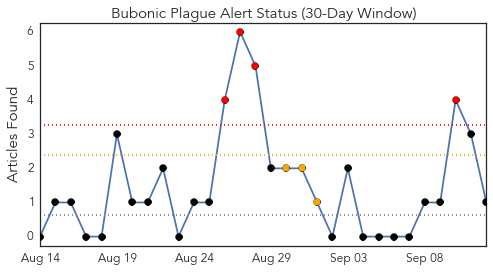 Bubonic Plague Alert Status (30-Day Window)
Articles Found
6
5
4
3
2
1
0
Aug 14 Aug 19 Aug 24 Aug 29 Sep 03 Sep 08